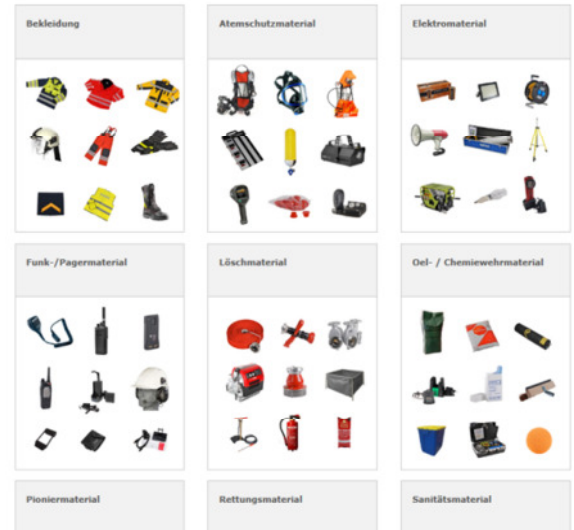 Bekleidung
Atemschutzmaterial
Elektromaterial
Funk-/Pagermaterial
Löschmaterial
Oel- / Chemiewehrmaterial
Pioniermaterial
Rettungsmaterial
Sanitätsmaterial